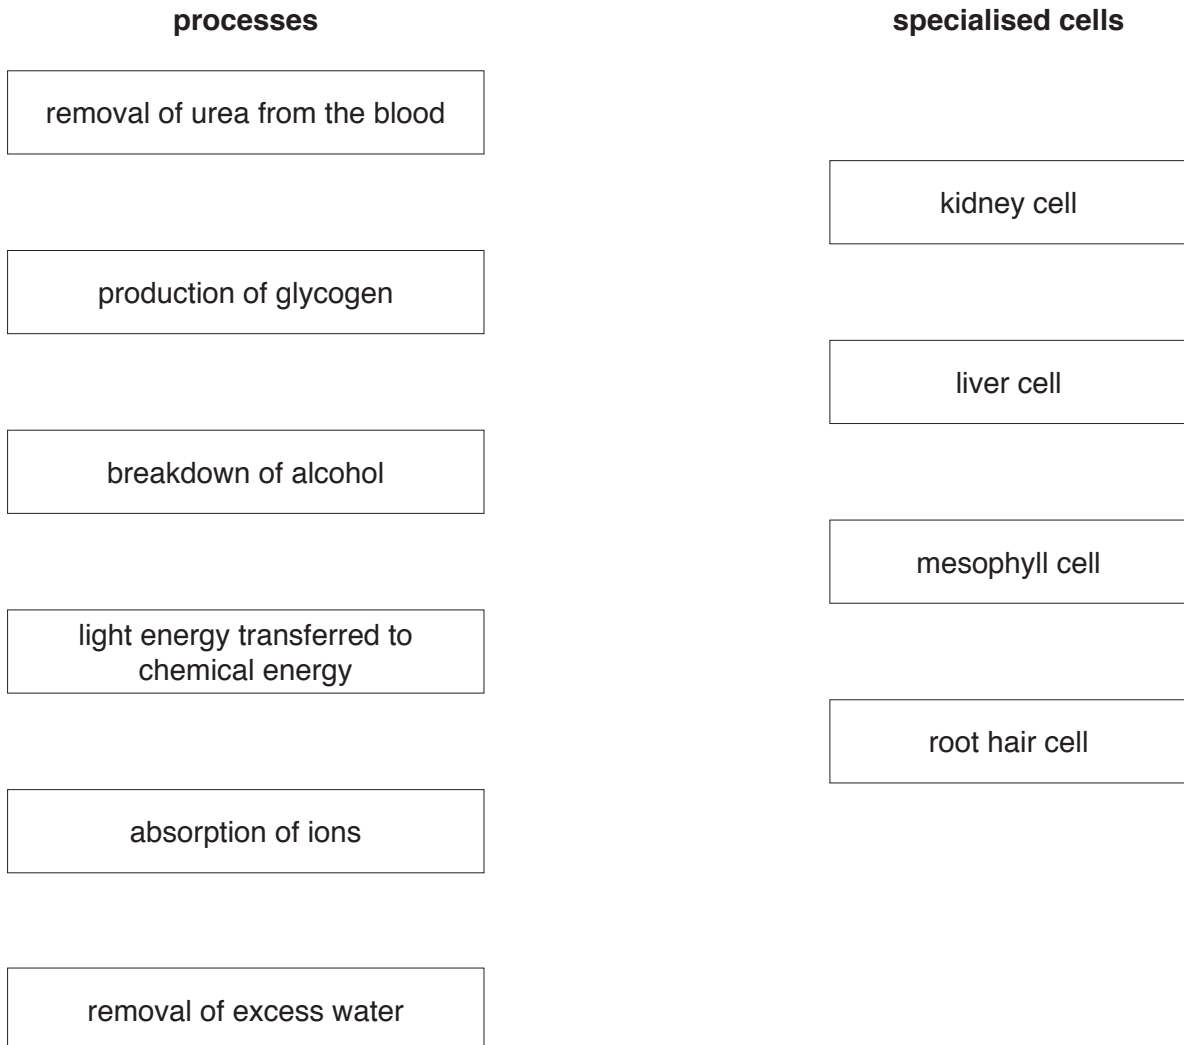 processes
specialised cells
removal of urea from the blood
kidney cell
production of glycogen
liver cell
breakdown of alcohol
mesophyll cell
light energy transferred to
chemical energy
root hair cell
absorption of ions
removal of excess water